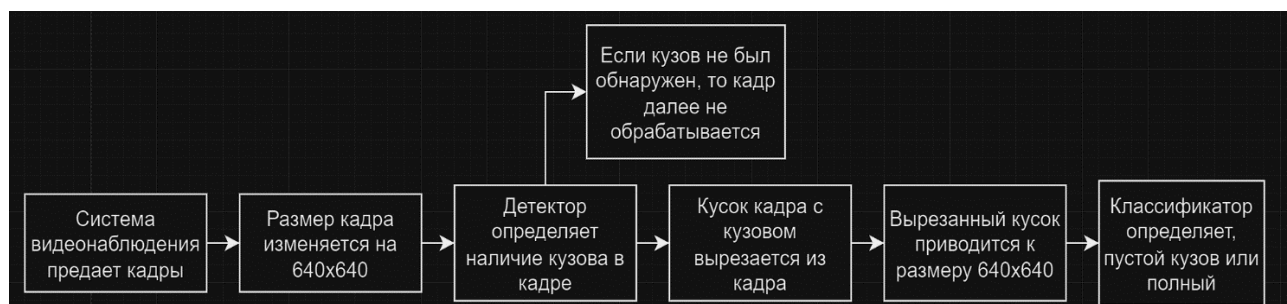 Если кузов не был
обнаружен, то кадр
далее не
обрабатывается
Система
видеонаблюдения
предает кадры
Размер кадра
изменяется на
640x640
Детектор
определяет
наличие кузова в
кадре
Кусок кадра с
кузовом
вырезается из
кадра
Вырезанный кусок
приводится к
размеру 640x640
Классификатор
определяет,
пустой кузов или
полный